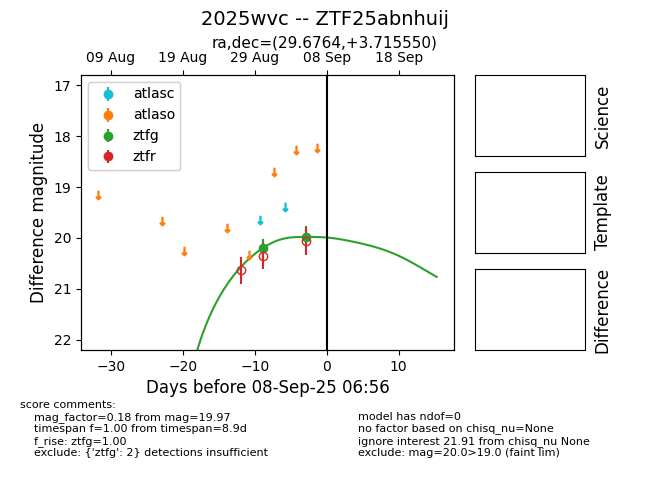 2025wvc -- ZTF25abnhuij
ra,dec=(29.6764,+3.715550)
09 Aug 19 Aug 29 Aug 08 Sep 18 Sep
17
18
19
20
21
22
Difference magnitude
atlasc
atlaso
ztfg
ztfr
−30 −20 −10 0 10
Days before 08-Sep-25 06:56
Science
Template
Difference
score comments:
mag_factor=0.18 from mag=19.97
timespan f=1.00 from timespan=8.9d
f_rise: ztfg=1.00
exclude: {'ztfg': 2} detections insufficient
model has ndof=0
no factor based on chisq_nu=None
ignore interest 21.91 from chisq_nu None
exclude: mag=20.0>19.0 (faint lim)